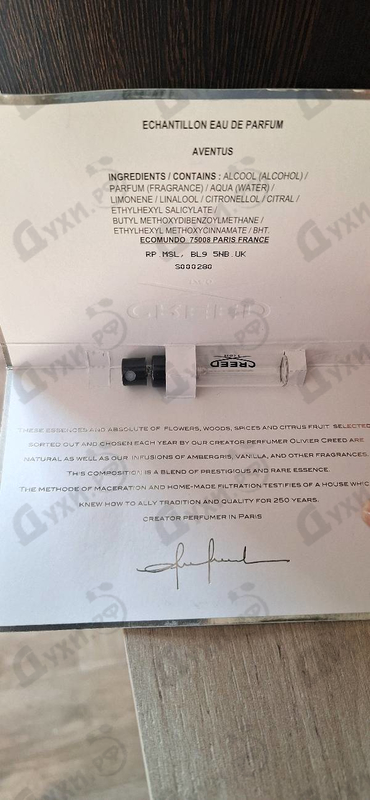 ECHANTILLON EAU DE PARFUM
AVENTUS
INGREDIENTS / CONTAINS : ALCOOL (ALCOHOL) /
PARFUM (FRAGRANCE) / AQUA (WATER) /
LIMONENE / LINALOOL / CITRONELLOL / CITRAL /
ETHYLHEXYL SALICYLATE /
BUTYL METHOXYDIBENZOYLMETHANE /
ETHYLHEXYL METHOXYCINNAMATE / BHT.
ECOMUNDO 75008 PARIS FRANCE
RP MSL, BL9 5NB UK
S000280
CREED
CREED
THESE ESSENCES AND ABSOLUTE OF FLOWERS, WOODS, SPICES AND CITRUS FRUIT SELECTED
SORTED OUT AND CHOSEN EACH YEAR BY OUR CREATOR PERFUMER OLIVIER CREED ARE
NATURAL AS WELL AS OUR INFUSIONS OF AMBERGRIS, VANILLA, AND OTHER FRAGRANCES.
THIS COMPOSITION IS A BLEND OF PRESTIGIOUS AND RARE ESSENCE.
THE METHODE OF MACERATION AND HOME-MADE FILTRATION TESTIFIES OF A HOUSE WHICH
KNEW HOW TO ALLY TRADITION AND QUALITY FOR 250 YEARS.
CREATOR PERFUMER IN PARIS
Духи.РФ